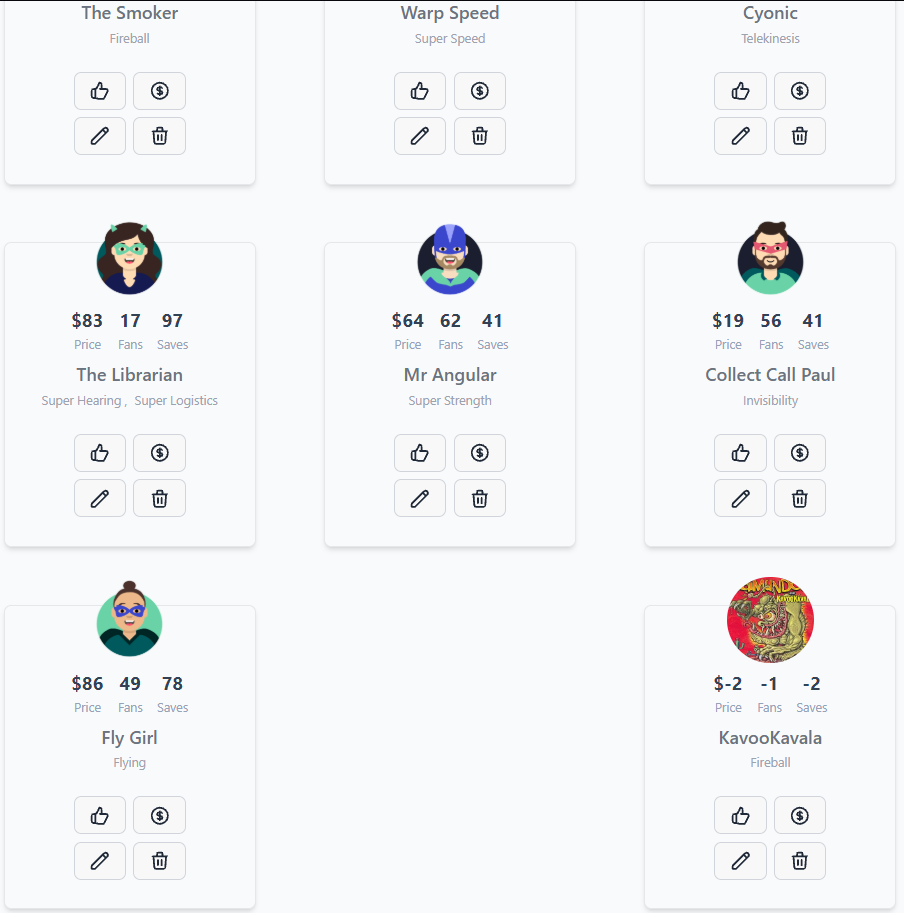 The Smoker
Fireball
Warp Speed
Super Speed
Cyonic
Telekinesis
$83 17 97
Price Fans Saves
The Librarian
Super Hearing , Super Logistics
$64 62 41
Price Fans Saves
Mr Angular
Super Strength
$19 56 41
Price Fans Saves
Collect Call Paul
Invisibility
$86 49 78
Price Fans Saves
Fly Girl
Flying
$-2 -1 -2
Price Fans Saves
KavooKavala
Fireball